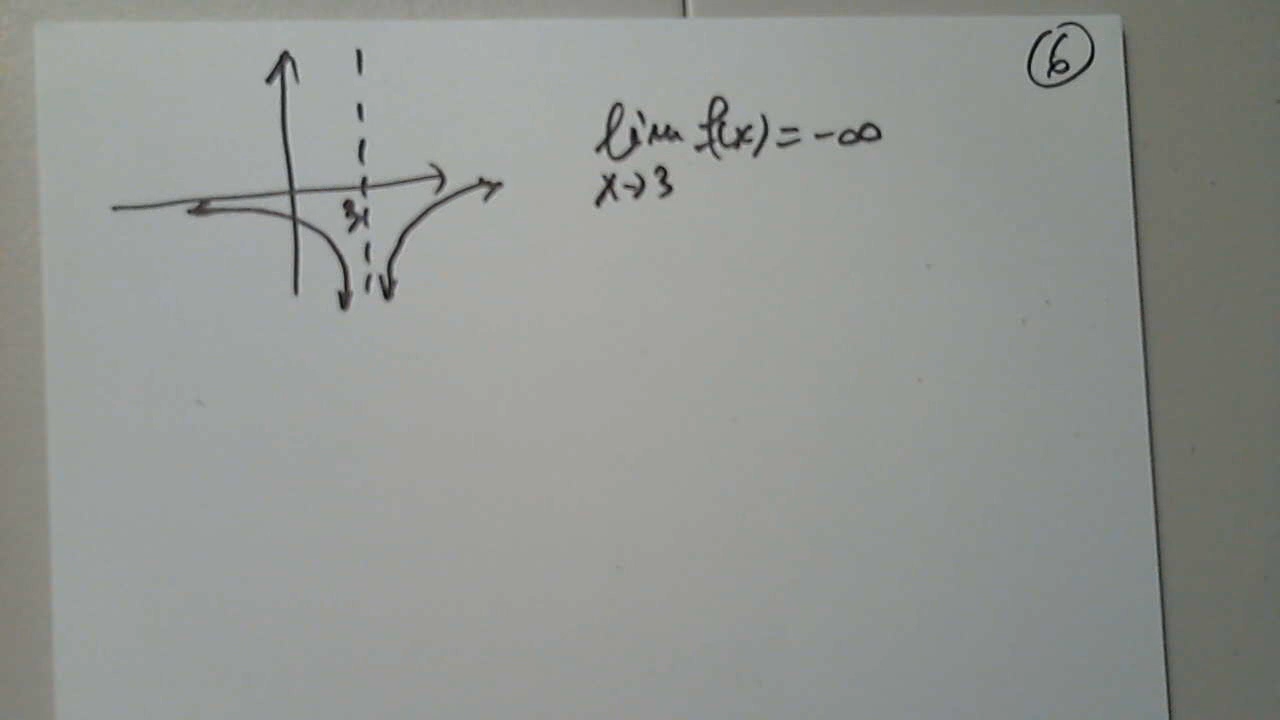 6
lim f(x) = -∞
x→3
3